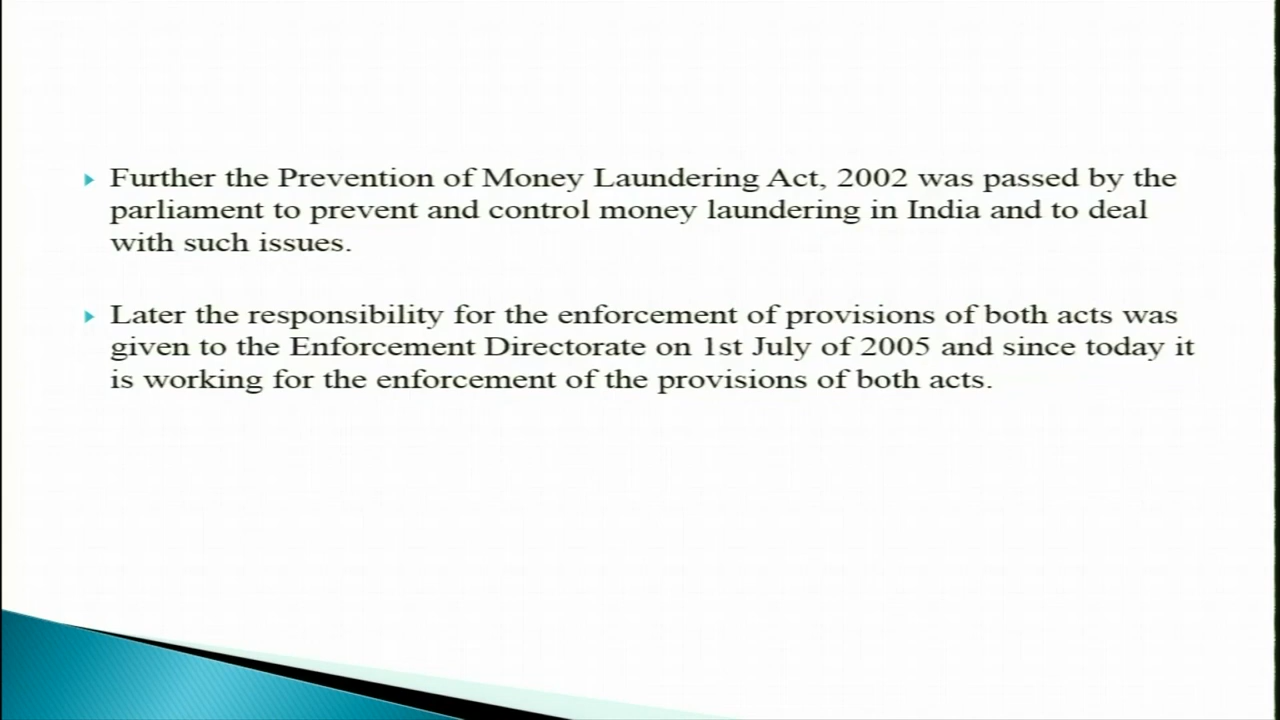 Further the Prevention of Money Laundering Act, 2002 was passed by the
parliament to prevent and control money laundering in India and to deal
with such issues.
Later the responsibility for the enforcement of provisions of both acts was
given to the Enforcement Directorate on 1st July of 2005 and since today it
is working for the enforcement of the provisions of both acts.